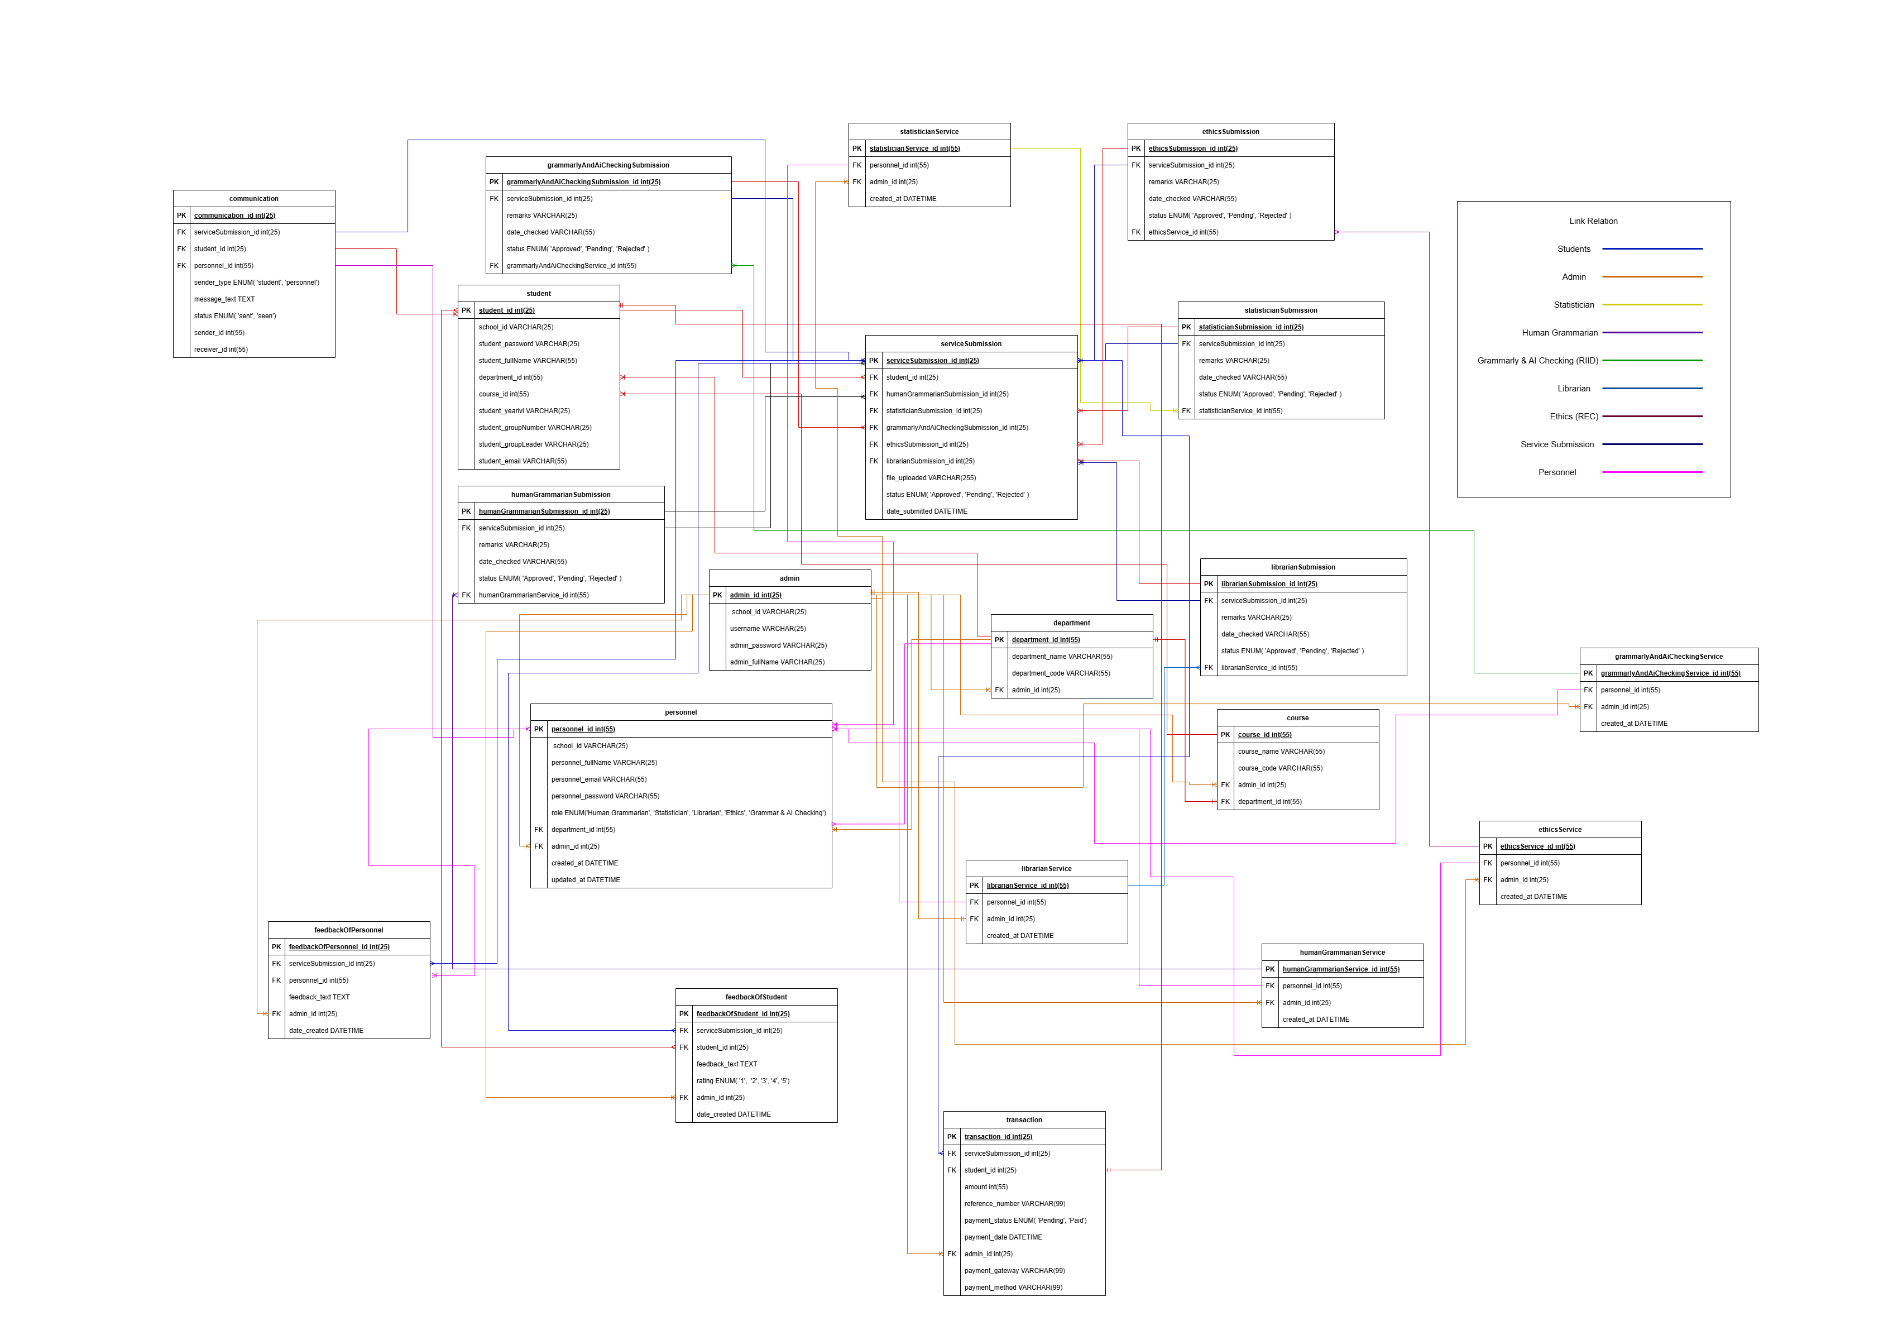 communication
PK communication_id int(25)
FK serviceSubmission_id int(25)
FK student_id int(25)
FK personnel_id int(55)
sender_type ENUM( 'student', 'personnel')
message_text TEXT
status ENUM( 'sent', 'seen')
sender_id int(55)
receiver_id int(55)
grammarlyAndAiCheckingSubmission
PK grammarlyAndAiCheckingSubmission_id int(25)
FK serviceSubmission_id int(25)
remarks VARCHAR(25)
date_checked VARCHAR(55)
status ENUM( 'Approved', 'Pending', 'Rejected' )
FK grammarlyAndAiCheckingService_id int(55)
student
PK student_id int(25)
school_id VARCHAR(25)
student_password VARCHAR(25)
student_fullName VARCHAR(55)
department_id int(55)
course_id int(55)
student_yearlvl VARCHAR(25)
student_groupNumber VARCHAR(25)
student_groupLeader VARCHAR(25)
student_email VARCHAR(55)
humanGrammarianSubmission
PK humanGrammarianSubmission_id int(25)
FK serviceSubmission_id int(25)
remarks VARCHAR(25)
date_checked VARCHAR(55)
status ENUM( 'Approved', 'Pending', 'Rejected' )
FK humanGrammarianService_id int(55)
statisticianService
PK statisticianService_id int(55)
FK personnel_id int(55)
FK admin_id int(25)
created_at DATETIME
ethicsSubmission
PK ethicsSubmission_id int(25)
FK serviceSubmission_id int(25)
remarks VARCHAR(25)
date_checked VARCHAR(55)
status ENUM( 'Approved', 'Pending', 'Rejected' )
FK ethicsService_id int(55)
statisticianSubmission
PK statisticianSubmission_id int(25)
FK serviceSubmission_id int(25)
remarks VARCHAR(25)
date_checked VARCHAR(55)
status ENUM( 'Approved', 'Pending', 'Rejected' )
FK statisticianService_id int(55)
serviceSubmission
PK serviceSubmission_id int(25)
FK student_id int(25)
FK humanGrammarianSubmission_id int(25)
FK statisticianSubmission_id int(25)
FK grammarlyAndAiCheckingSubmission_id int(25)
FK ethicsSubmission_id int(25)
FK librarianSubmission_id int(25)
file_uploaded VARCHAR(255)
status ENUM( 'Approved', 'Pending', 'Rejected' )
date_submitted DATETIME
Link Relation
Students
Admin
Statistician
Human Grammarian
Grammarly & AI Checking (RIID)
Librarian
Ethics (REC)
Service Submission
Personnel
admin
PK admin_id int(25)
school_id VARCHAR(25)
username VARCHAR(25)
admin_password VARCHAR(25)
admin_fullName VARCHAR(25)
department
PK department_id int(55)
department_name VARCHAR(55)
department_code VARCHAR(55)
FK admin_id int(25)
librarianSubmission
PK librarianSubmission_id int(25)
FK serviceSubmission_id int(25)
remarks VARCHAR(25)
date_checked VARCHAR(55)
status ENUM( 'Approved', 'Pending', 'Rejected' )
FK librarianService_id int(55)
grammarlyAndAiCheckingService
PK grammarlyAndAiCheckingService_id int(55)
FK personnel_id int(55)
FK admin_id int(25)
created_at DATETIME
course
PK course_id int(55)
course_name VARCHAR(55)
course_code VARCHAR(55)
FK admin_id int(25)
FK department_id int(55)
personnel
PK personnel_id int(55)
school_id VARCHAR(25)
personnel_fullName VARCHAR(25)
personnel_email VARCHAR(55)
personnel_password VARCHAR(55)
role ENUM('Human Grammarian', 'Statistician', 'Librarian', 'Ethics', 'Grammar & AI Checking')
FK department_id int(55)
FK admin_id int(25)
created_at DATETIME
updated_at DATETIME
librarianService
PK librarianService_id int(55)
FK personnel_id int(55)
FK admin_id int(25)
created_at DATETIME
ethicsService
PK ethicsService_id int(55)
FK personnel_id int(55)
FK admin_id int(25)
created_at DATETIME
feedbackOfPersonnel
PK feedbackOfPersonnel_id int(25)
FK serviceSubmission_id int(25)
FK personnel_id int(55)
feedback_text TEXT
FK admin_id int(25)
date_created DATETIME
humanGrammarianService
PK humanGrammarianService_id int(55)
FK personnel_id int(55)
FK admin_id int(25)
created_at DATETIME
feedbackOfStudent
PK feedbackOfStudent_id int(25)
FK serviceSubmission_id int(25)
FK student_id int(25)
feedback_text TEXT
rating ENUM( '1', '2', '3', '4', '5')
FK admin_id int(25)
date_created DATETIME
transaction
PK transaction_id int(25)
FK serviceSubmission_id int(25)
FK student_id int(25)
amount int(55)
reference_number VARCHAR(99)
payment_status ENUM( 'Pending', 'Paid')
payment_date DATETIME
FK admin_id int(25)
payment_gateway VARCHAR(99)
payment_method VARCHAR(99)